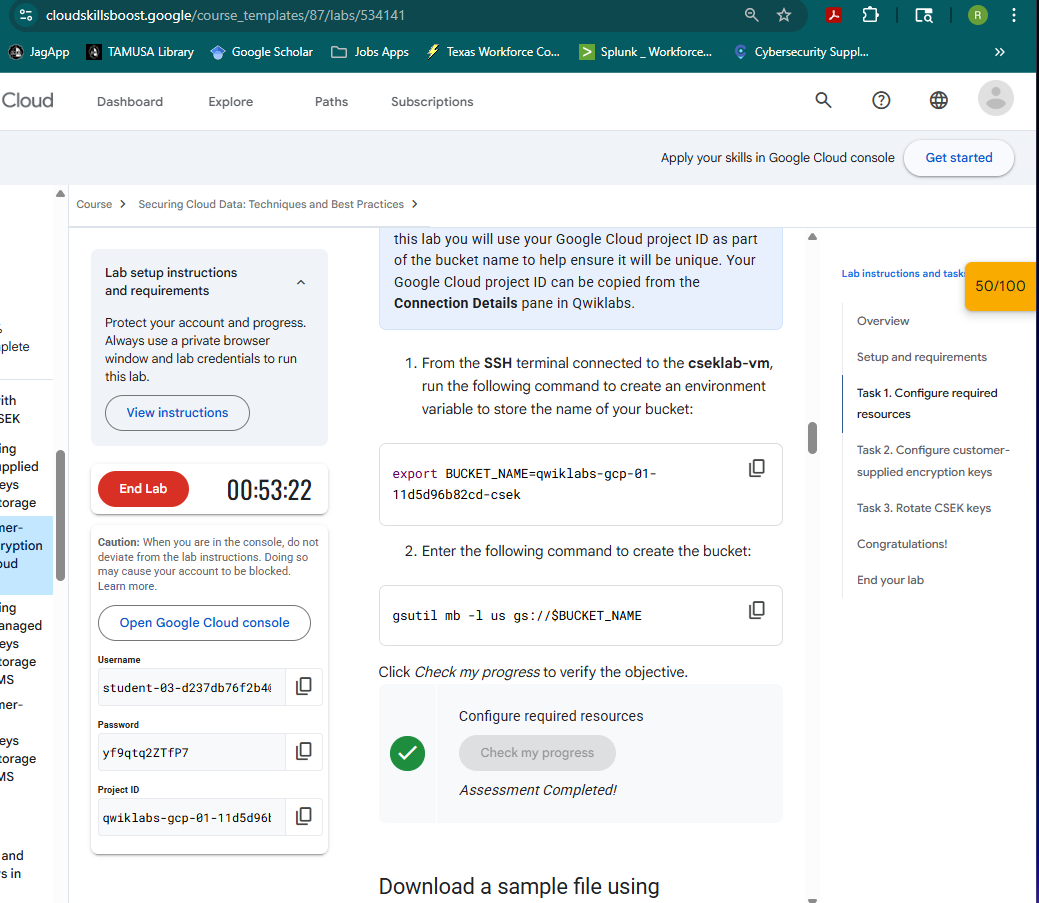 cloudskillsboost.google/course_templates/87/labs/534141
R
JagApp
TAMUSA Library
Google Scholar
Jobs Apps
Texas Workforce Co...
Splunk _ Workforce...
Cybersecurity Suppl...
»
Cloud
Dashboard
Explore
Paths
Subscriptions
Apply your skills in Google Cloud console
Get started
Course
Securing Cloud Data: Techniques and Best Practices
plete
ith
SEK
ing
upplied
eys
torage
mer-
ryption
oud
ing
anaged
eys
torage
MS
mer-
eys
torage
MS
and
s in
Lab setup instructions
and requirements
Protect your account and progress.
Always use a private browser
window and lab credentials to run
this lab.
View instructions
End Lab
00:53:22
Caution: When you are in the console, do not
deviate from the lab instructions. Doing so
may cause your account to be blocked.
Learn more.
Open Google Cloud console
Username
student-03-d237db76f2b4
Password
yf9qtq2ZTfP7
Project ID
qwiklabs-gcp-01-11d5d96b
this lab you will use your Google Cloud project ID as part
of the bucket name to help ensure it will be unique. Your
Google Cloud project ID can be copied from the
Connection Details pane in Qwiklabs.
1. From the SSH terminal connected to the cseklab-vm,
run the following command to create an environment
variable to store the name of your bucket:
export BUCKET_NAME=qwiklabs-gcp-01-
11d5d96b82cd-csek
2. Enter the following command to create the bucket:
gsutil mb -l us gs://$BUCKET_NAME
Click Check my progress to verify the objective.
Configure required resources
Check my progress
Assessment Completed!
Download a sample file using
Lab instructions and tasks
50/100
Overview
Setup and requirements
Task 1. Configure required
resources
Task 2. Configure customer-
supplied encryption keys
Task 3. Rotate CSEK keys
Congratulations!
End your lab